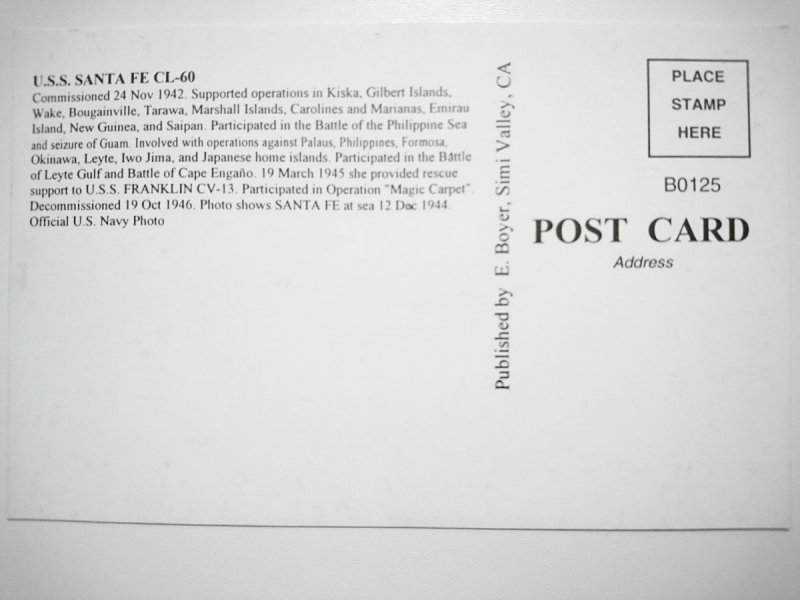 U.S.S. SANTA FE CL-60
Commissioned 24 Nov 1942. Supported operations in Kiska, Gilbert Islands,
Wake, Bougainville, Tarawa, Marshall Islands, Carolines and Marianas, Emirau
Island, New Guinea, and Saipan. Participated in the Battle of the Philippine Sea
and seizure of Guam. Involved with operations against Palaus, Philippines, Formosa,
Okinawa, Leyte, Iwo Jima, and Japanese home islands. Participated in the Battle
of Leyte Gulf and Battle of Cape Engaño. 19 March 1945 she provided rescue
support to U.S.S. FRANKLIN CV-13. Participated in Operation "Magic Carpet".
Decommissioned 19 Oct 1946. Photo shows SANTA FE at sea 12 Dec 1944.
Official U.S. Navy Photo
Published by E. Boyer, Simi Valley, CA
PLACE
STAMP
HERE
B0125
POST CARD
Address